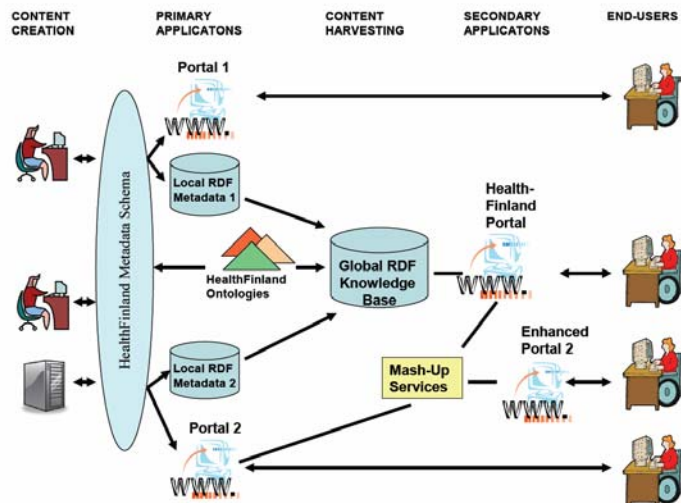 CONTENT
CREATION
PRIMARY
APPLICATONS
CONTENT
HARVESTING
SECONDARY
APPLICATONS
END-USERS
Portal 1
WWW.
Local RDF
Metadata 1
HealthFinland Metadata Schema
HealthFinland
Ontologies
Global RDF
Knowledge
Base
Health-
Finland
Portal
WWW.
Local RDF
Metadata 2
Mash-Up
Services
Enhanced
Portal 2
WWW.
Portal 2
WWW.